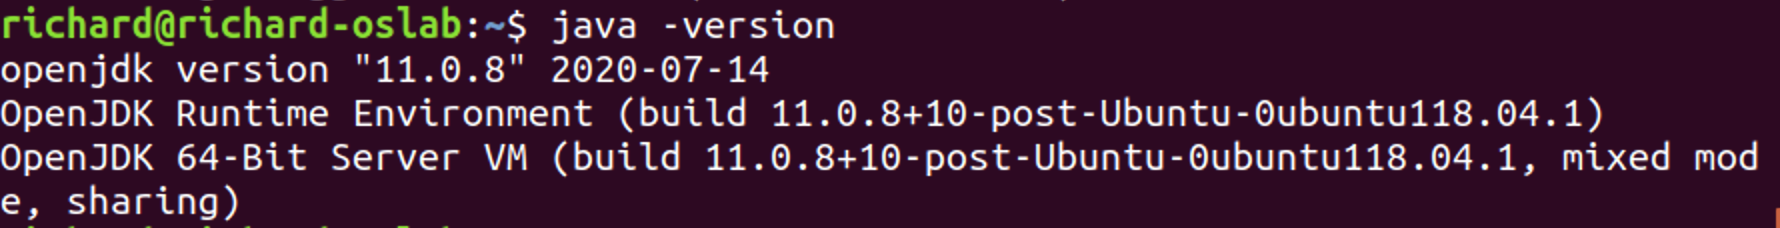 richard@richard-oslab:~$ java -version
openjdk version "11.0.8" 2020-07-14
OpenJDK Runtime Environment (build 11.0.8+10-post-Ubuntu-0ubuntu118.04.1)
OpenJDK 64-Bit Server VM (build 11.0.8+10-post-Ubuntu-0ubuntu118.04.1, mixed mod
e, sharing)